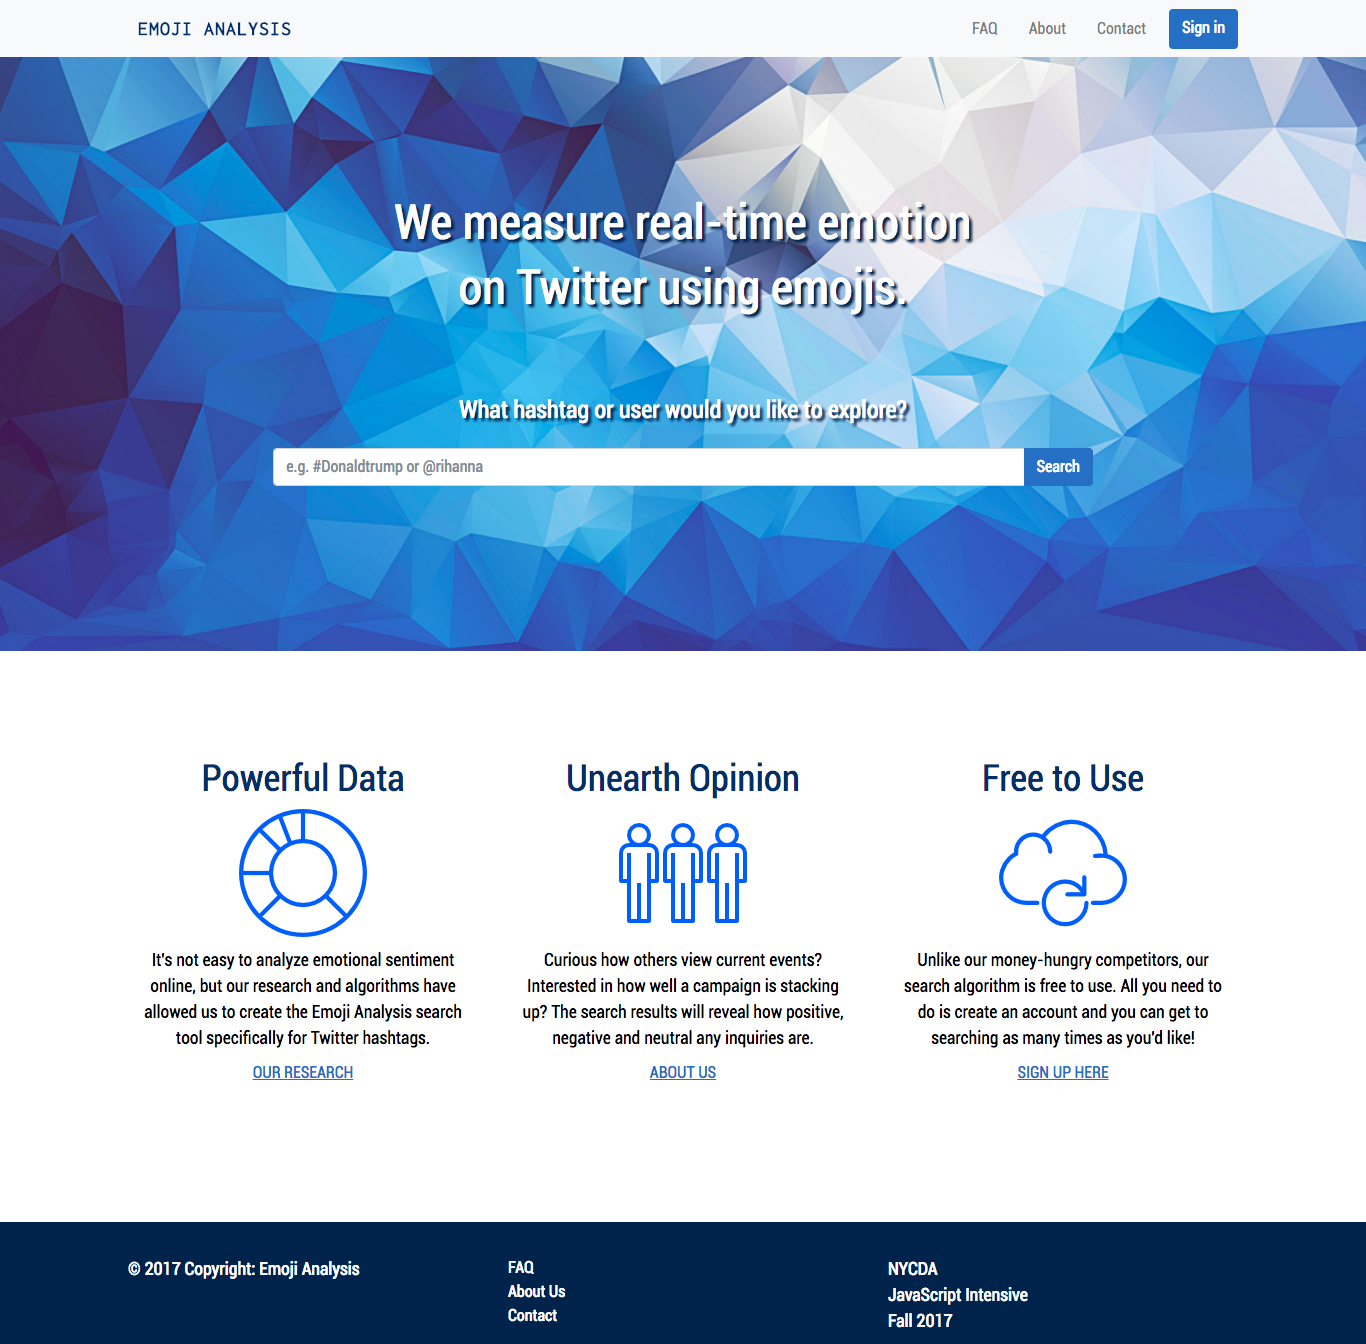 EMOJI ANALYSIS
FAQ
About
Contact
Sign in
We measure real-time emotion
on Twitter using emojis.
What hashtag or user would you like to explore?
e.g. #Donaldtrump or @rihanna
Search
Powerful Data
It's not easy to analyze emotional sentiment
online, but our research and algorithms have
allowed us to create the Emoji Analysis search
tool specifically for Twitter hashtags.
OUR RESEARCH
Unearth Opinion
Curious how others view current events?
Interested in how well a campaign is stacking
up? The search results will reveal how positive,
negative and neutral any inquiries are.
ABOUT US
Free to Use
Unlike our money-hungry competitors, our
search algorithm is free to use. All you need to
do is create an account and you can get to
searching as many times as you'd like!
SIGN UP HERE
© 2017 Copyright: Emoji Analysis
FAQ
About Us
Contact
NYCDA
JavaScript Intensive
Fall 2017